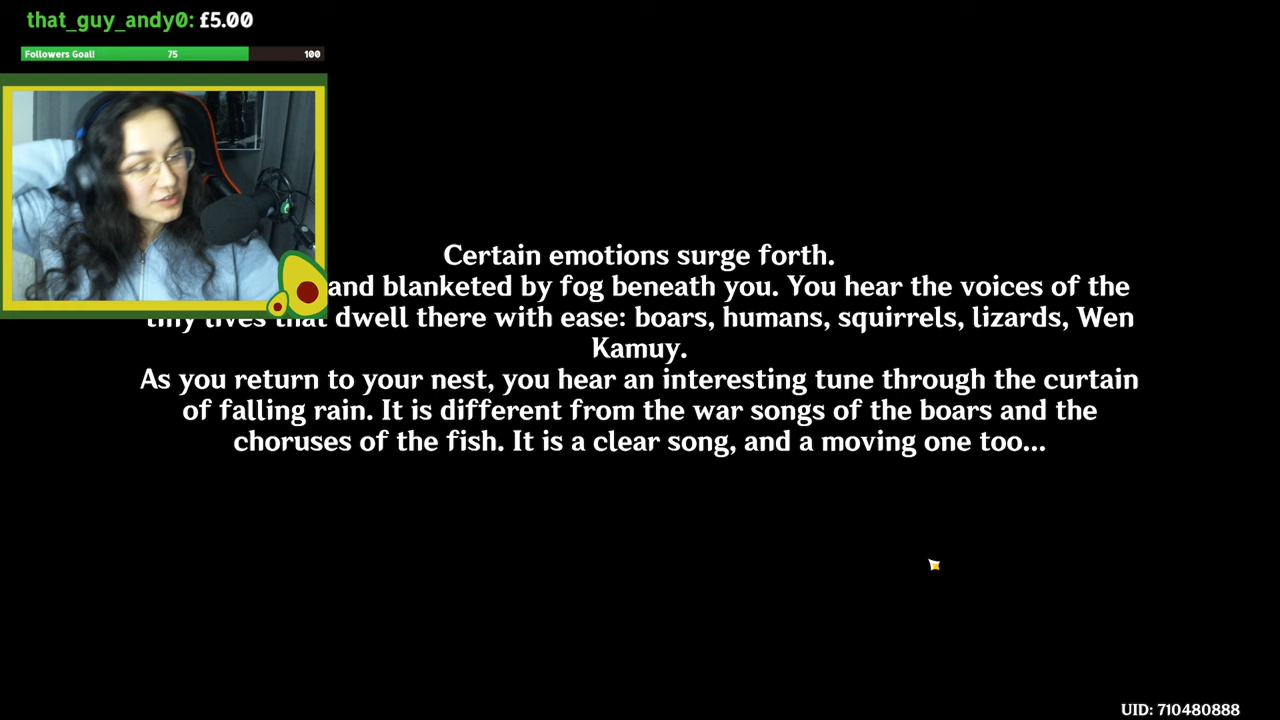 that_guy_andy0: £5.00
Followers Goal! 75 100
Certain emotions surge forth.
and blanketed by fog beneath you. You hear the voices of the
tiny lives that dwell there with ease: boars, humans, squirrels, lizards, Wen
Kamuy.
As you return to your nest, you hear an interesting tune through the curtain
of falling rain. It is different from the war songs of the boars and the
choruses of the fish. It is a clear song, and a moving one too...
UID: 710480888